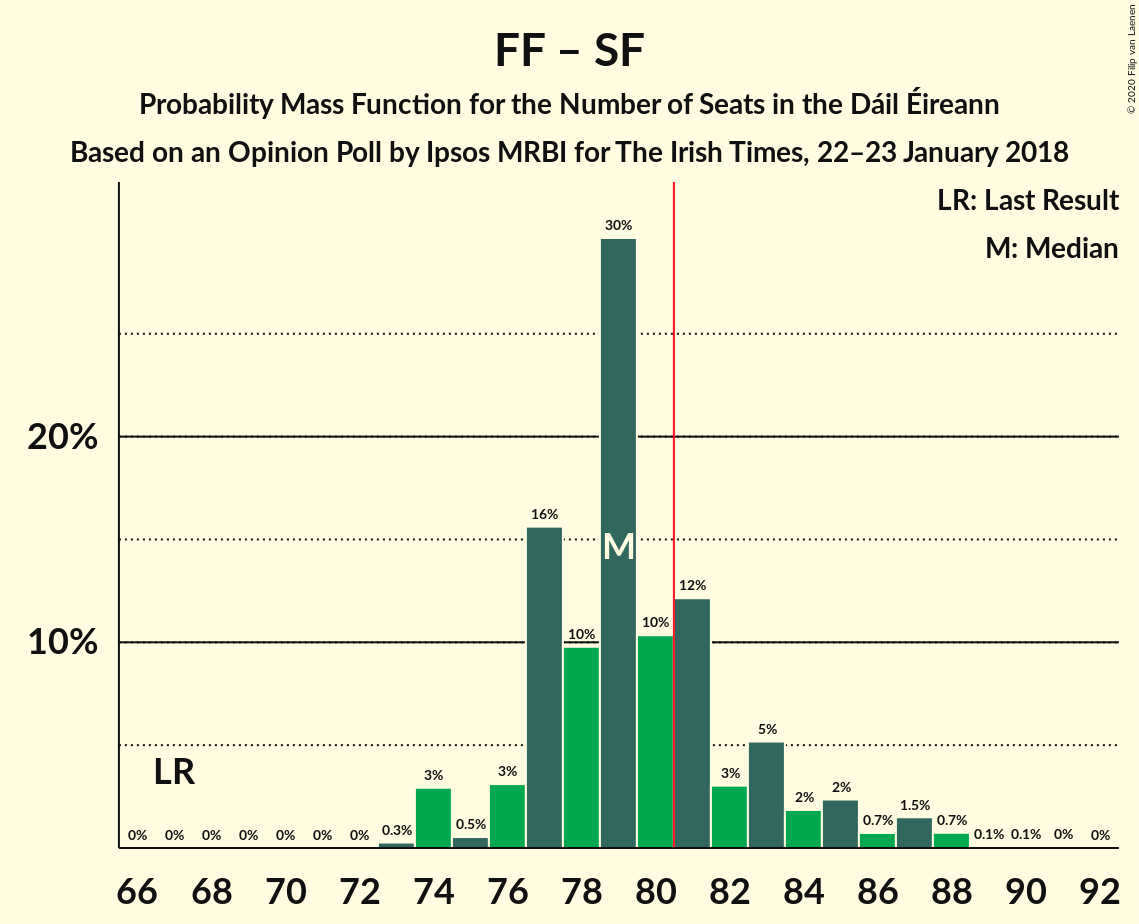 FF – SF
Probability Mass Function for the Number of Seats in the Dáil Éireann
Based on an Opinion Poll by Ipsos MRBI for The Irish Times, 22–23 January 2018
© 2020 Filip van Laenen
LR: Last Result
M: Median
20%
10%
LR
M
0% 0% 0% 0% 0% 0% 0% 0.3% 3% 0.5% 3% 16% 10% 30% 10% 12% 3% 5% 2% 2% 0.7% 1.5% 0.7% 0.1% 0.1% 0% 0%
66 68 70 72 74 76 78 80 82 84 86 88 90 92